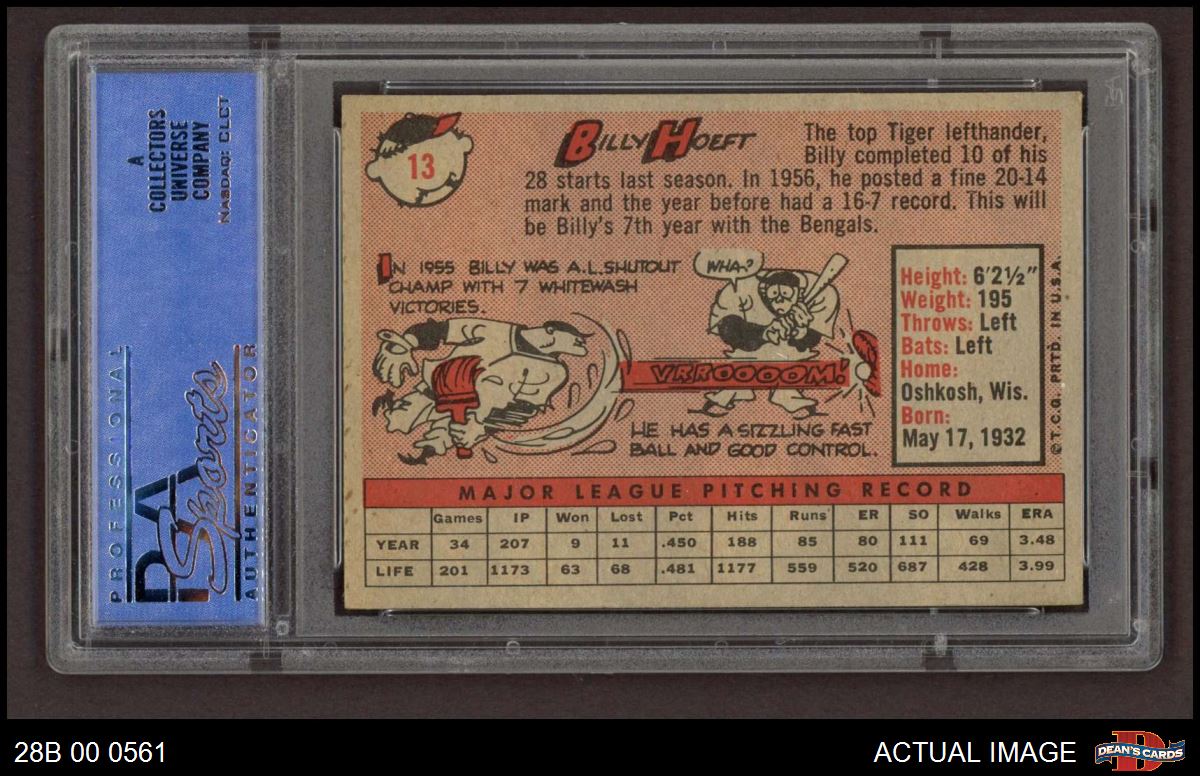 A
COLLECTORS
UNIVERSE
COMPANY
NASDAQ: CLCT
PROFESSIONAL
PSA
Sports
AUTHENTICATOR
13
BILLY HOEFT
The top Tiger lefthander,
Billy completed 10 of his
28 starts last season. In 1956, he posted a fine 20-14
mark and the year before had a 16-7 record. This will
be Billy's 7th year with the Bengals.
IN 1955 BILLY WAS A.L. SHUTOUT
CHAMP WITH 7 WHITEWASH
VICTORIES.
WHA-?
VRROOOOM!
HE HAS A SIZZLING FAST
BALL AND GOOD CONTROL.
Height: 6'2½"
Weight: 195
Throws: Left
Bats: Left
Home:
Oshkosh, Wis.
Born:
May 17, 1932
©T.C.G. PRTD. IN U.S.A.
MAJOR LEAGUE PITCHING RECORD
Games IP Won Lost Pct Hits Runs ER SO Walks ERA
YEAR 34 207 9 11 .450 188 85 80 111 69 3.48
LIFE 201 1173 63 68 .481 1177 559 520 687 428 3.99
28B 00 0561
ACTUAL IMAGE
DEAN'S CARDS